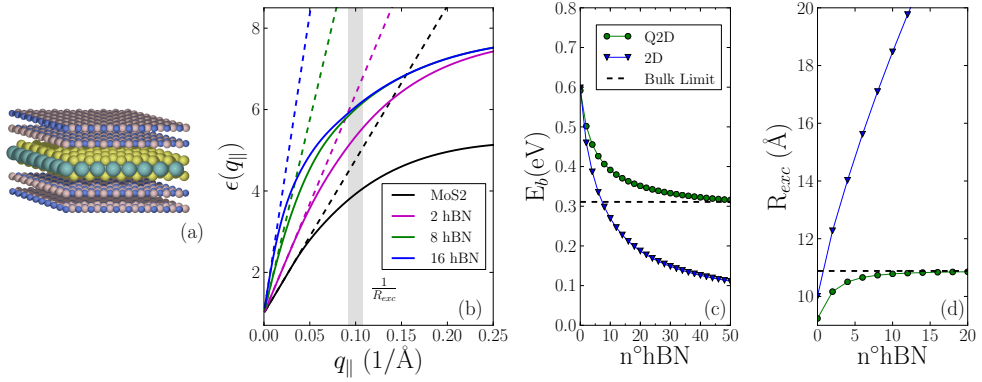 (a)
ϵ(q∥)
8
6
4
2
MoS2
2 hBN
8 hBN
16 hBN
1
R_exc
(b)
0.00 0.05 0.10 0.15 0.20 0.25
q∥ (1/Å)
E_b(eV)
0.8
0.7
0.6
0.5
0.4
0.3
0.2
0.1
0.0
Q2D
2D
Bulk Limit
(c)
0 10 20 30 40 50
n°hBN
R_exc (Å)
20
18
16
14
12
10
(d)
0 5 10 15 20
n°hBN